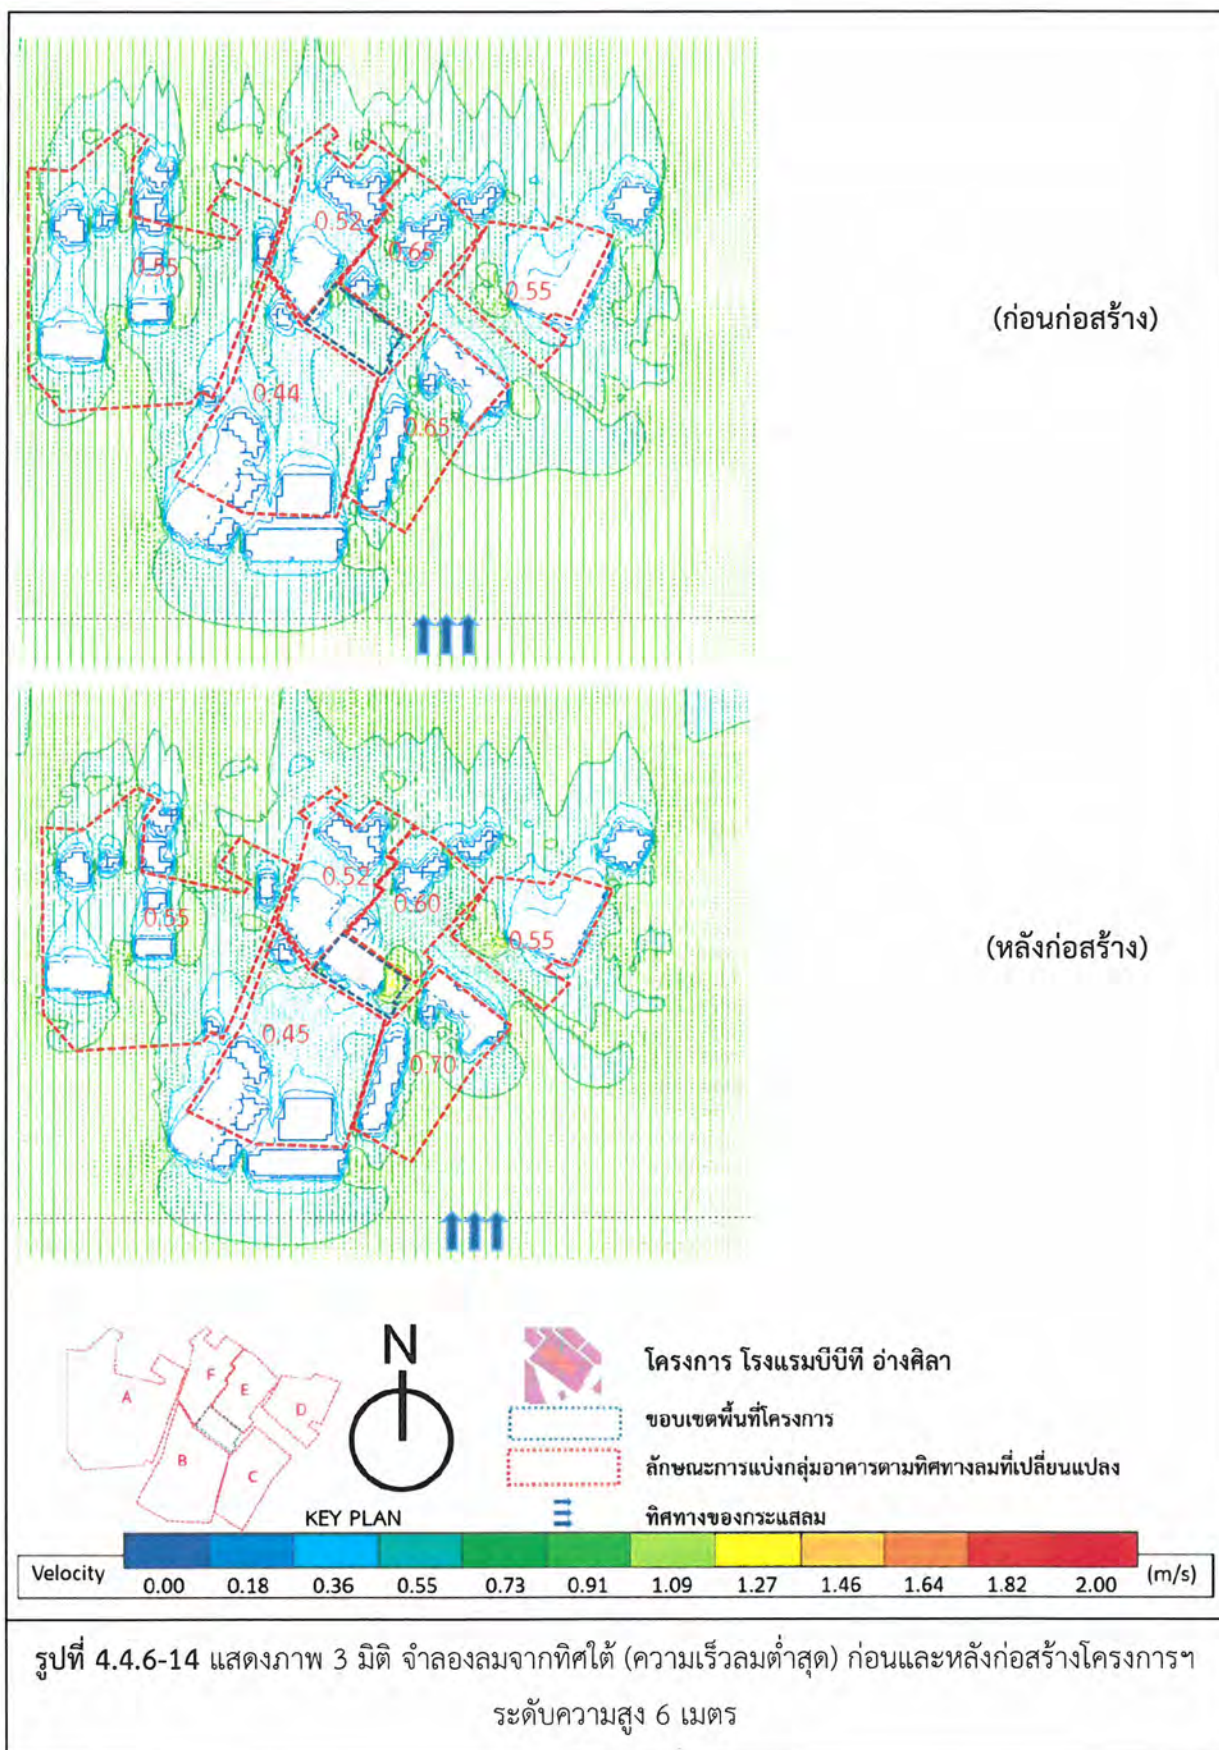 0.52
0.65
0.55
0.55
0.44
0.65
(ก่อนก่อสร้าง)
0.52
0.60
0.55
0.55
0.45
0.70
(หลังก่อสร้าง)
A
F
E
D
B
C
KEY PLAN
N
โครงการ โรงแรมบีบีที อ่างศิลา
ขอบเขตพื้นที่โครงการ
ลักษณะการแบ่งกลุ่มอาคารตามทิศทางลมที่เปลี่ยนแปลง
ทิศทางของกระแสลม
Velocity 0.00 0.18 0.36 0.55 0.73 0.91 1.09 1.27 1.46 1.64 1.82 2.00 (m/s)
รูปที่ 4.4.6-14 แสดงภาพ 3 มิติ จำลองลมจากทิศใต้ (ความเร็วลมต่ำสุด) ก่อนและหลังก่อสร้างโครงการฯ
ระดับความสูง 6 เมตร